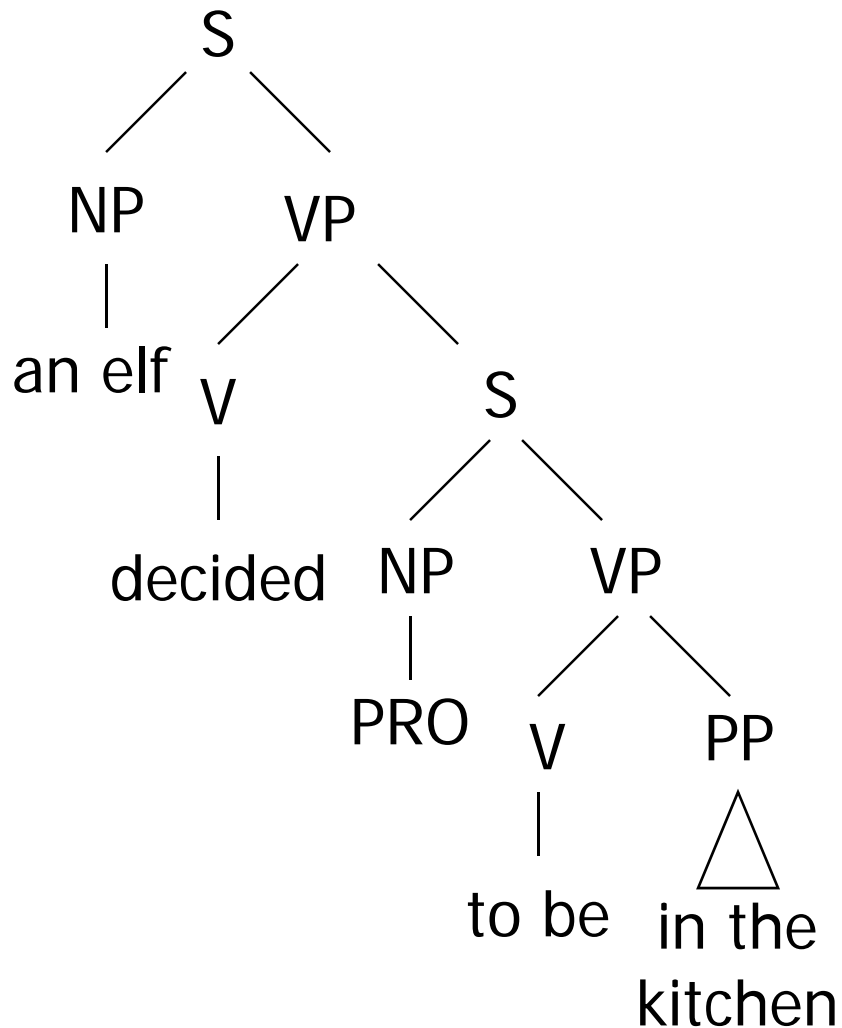 S
NP VP
an elf V S
decided NP VP
PRO V PP
to be in the
kitchen